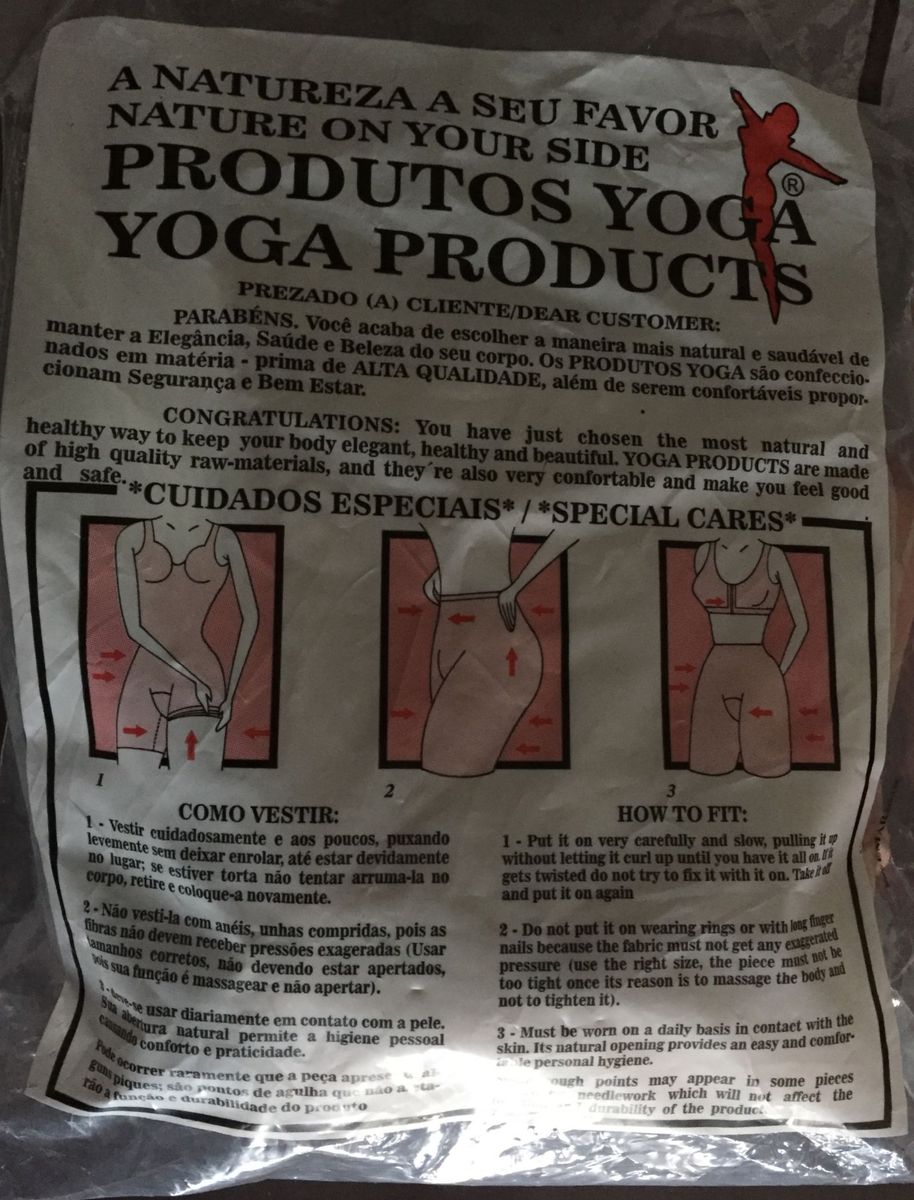 A NATUREZA A SEU FAVOR
NATURE ON YOUR SIDE
PRODUTOS YOGA
®
YOGA PRODUCTS
PREZADO (A) CLIENTE/DEAR CUSTOMER:
PARABÉNS. Você acaba de escolher a maneira mais natural e saudável de
manter a Elegância, Saúde e Beleza do seu corpo. Os PRODUTOS YOGA são confeccio-
nados em matéria - prima de ALTA QUALIDADE, além de serem confortáveis propor-
cionam Segurança e Bem Estar.
CONGRATULATIONS: You have just chosen the most natural and
healthy way to keep your body elegant, healthy and beautiful. YOGA PRODUCTS are made
of high quality raw-materials, and they´re also very confortable and make you feel good
and safe.
*CUIDADOS ESPECIAIS* / *SPECIAL CARES*
1
2
3
COMO VESTIR:
1 - Vestir cuidadosamente e aos poucos, puxando
levemente sem deixar enrolar, até estar devidamente
no lugar; se estiver torta não tentar arruma-la no
corpo, retire e coloque-a novamente.
2 - Não vesti-la com anéis, unhas compridas, pois as
fibras não devem receber pressões exageradas (Usar
tamanhos corretos, não devendo estar apertados,
pois sua função é massagear e não apertar).
3 - deve-se usar diariamente em contato com a pele.
Sua abertura natural permite a higiene pessoal
causando conforto e praticidade.
Pode ocorrer raramente que a peça
guns piques; são pontos de agulha que não
rão a função e durabilidade do produto
HOW TO FIT:
1 - Put it on very carefully and slow, pulling it up
without letting it curl up until you have it all on. If it
gets twisted do not try to fix it with it on. Take it off
and put it on again
2 - Do not put it on wearing rings or with long finger
nails because the fabric must not get any exaggerated
pressure (use the right size, the piece must not be
too tight once its reason is to massage the body and
not to tighten it).
3 - Must be worn on a daily basis in contact with the
skin. Its natural opening provides an easy and comfor-
table personal hygiene.
points may appear in some pieces
needlework which will not affect the
durability of the product.